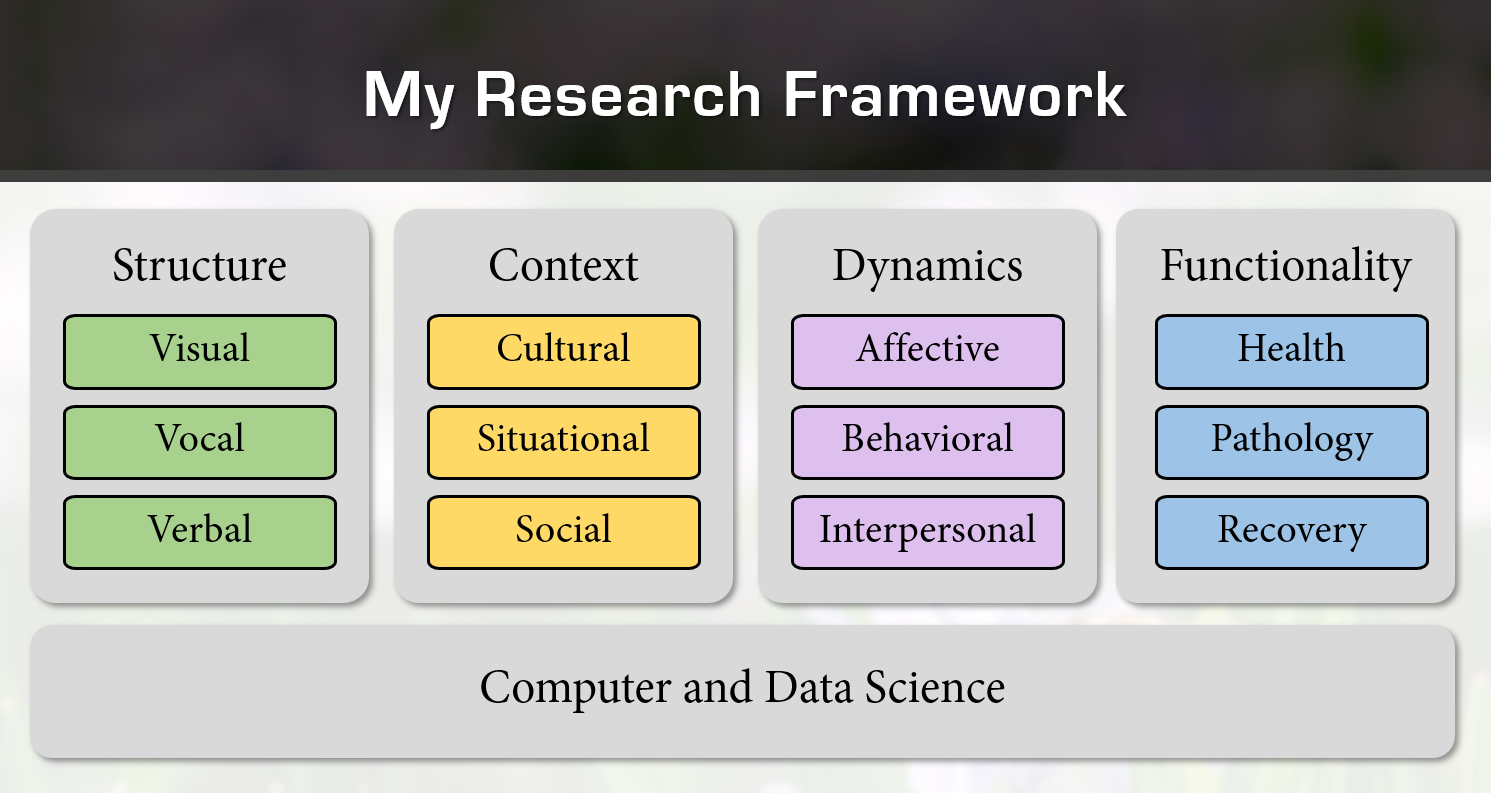 My Research Framework
Structure
Visual
Vocal
Verbal
Context
Cultural
Situational
Social
Dynamics
Affective
Behavioral
Interpersonal
Functionality
Health
Pathology
Recovery
Computer and Data Science